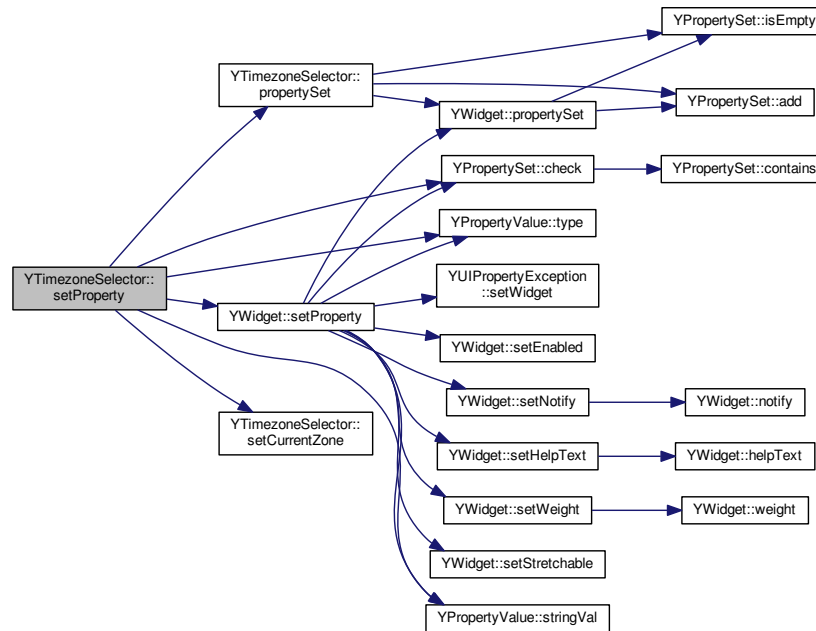 YPropertySet::isEmpty
YTimezoneSelector::
propertySet
YPropertySet::add
YWidget::propertySet
YPropertySet::check
YPropertySet::contains
YPropertyValue::type
YTimezoneSelector::
setProperty
YUIPropertyException
::setWidget
YWidget::setProperty
YWidget::setEnabled
YWidget::setNotify
YWidget::notify
YTimezoneSelector::
setCurrentZone
YWidget::setHelpText
YWidget::helpText
YWidget::setWeight
YWidget::weight
YWidget::setStretchable
YPropertyValue::stringVal